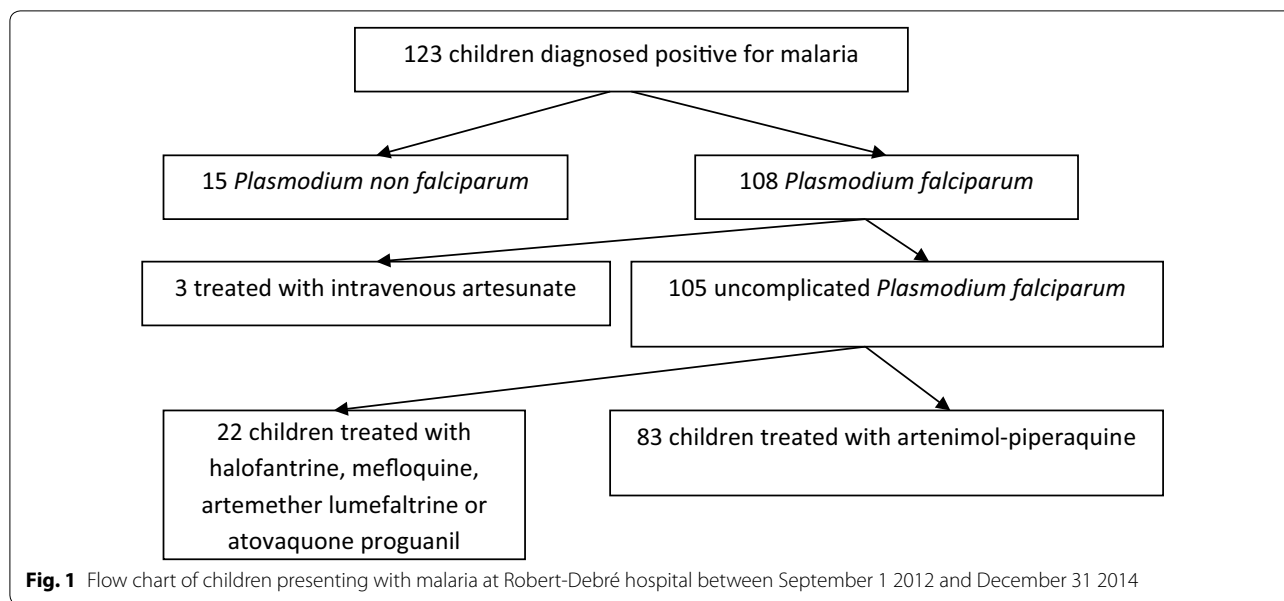 123 children diagnosed positive for malaria
15 Plasmodium non falciparum
108 Plasmodium falciparum
3 treated with intravenous artesunate
105 uncomplicated Plasmodium falciparum
22 children treated with
halofantrine, mefloquine,
artemether lumefaltrine or
atovaquone proguanil
83 children treated with artenimol-piperaquine
Fig. 1 Flow chart of children presenting with malaria at Robert-Debré hospital between September 1 2012 and December 31 2014